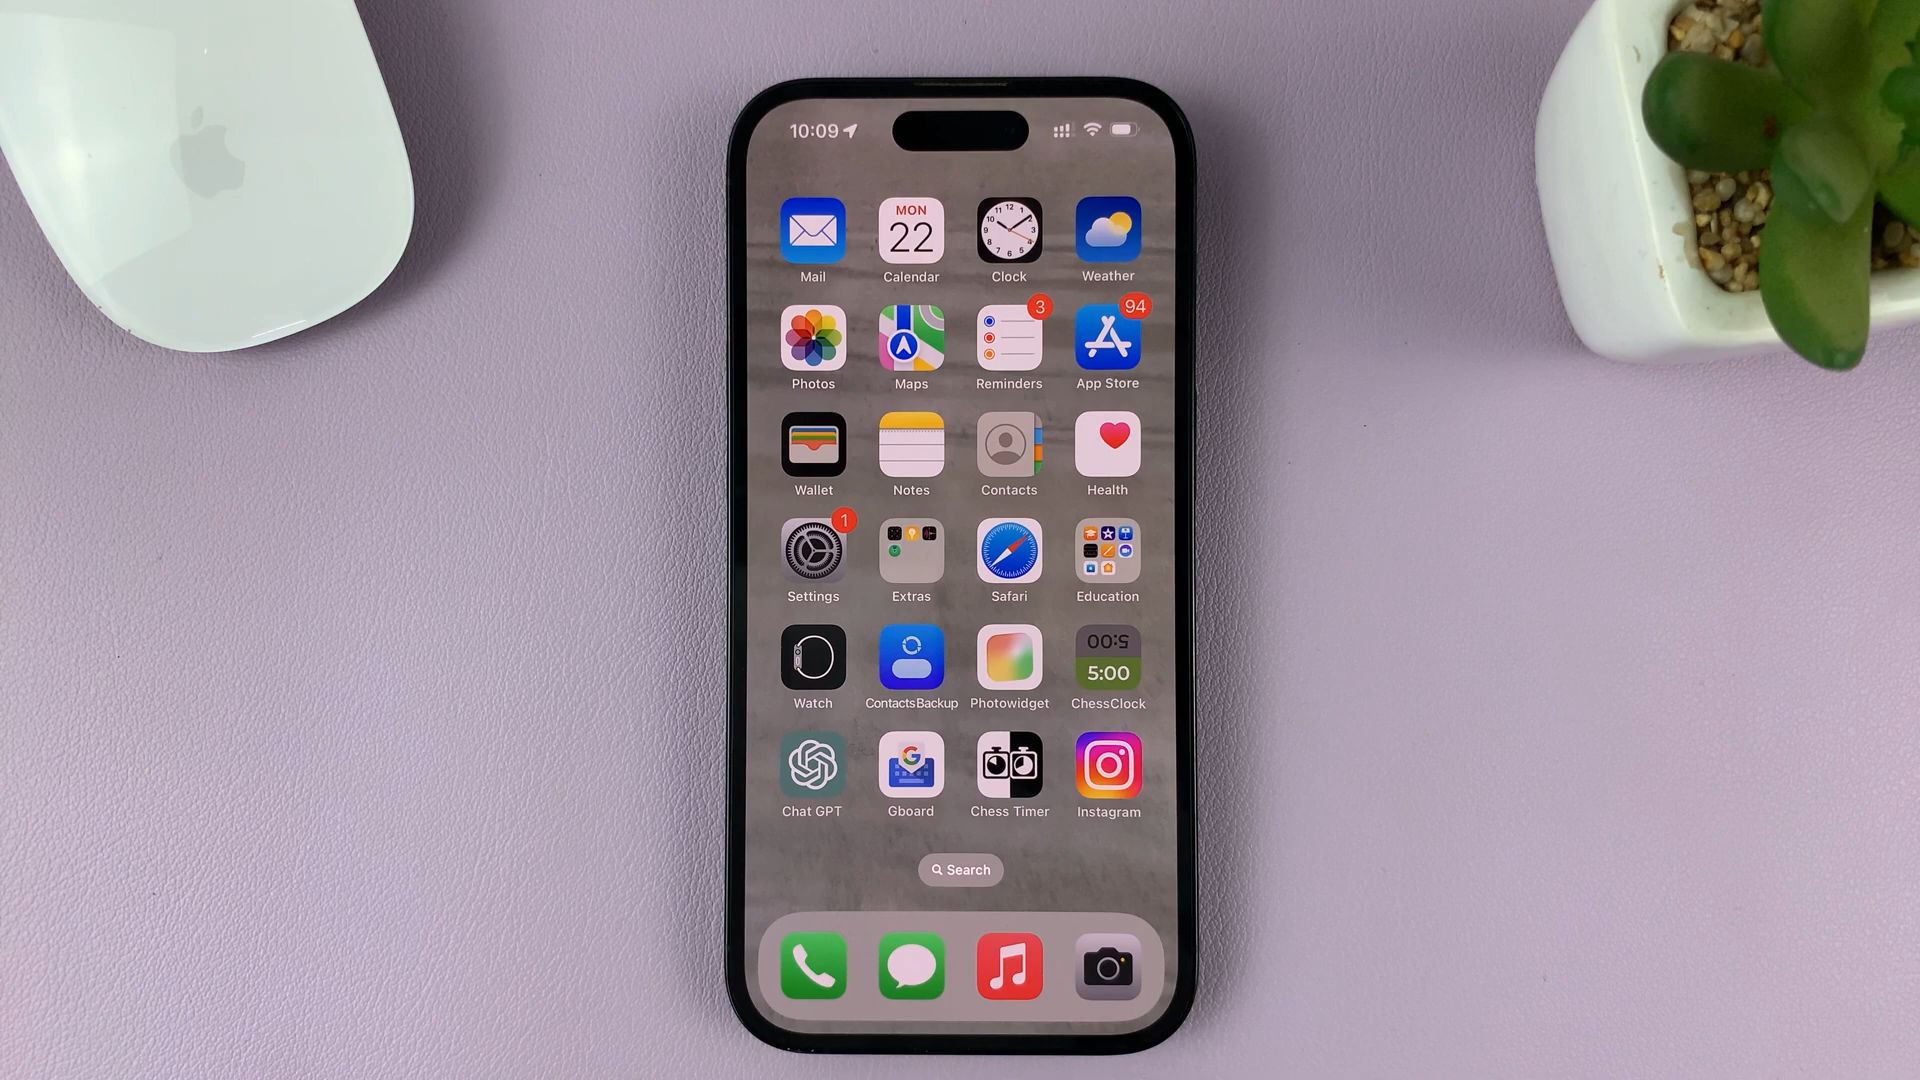 10:09
MON
22
Mail Calendar Clock Weather
3 94
Photos Maps Reminders App Store
Wallet Notes Contacts Health
1
Settings Extras Safari Education
5:00
5:00
Watch ContactsBackup Photowidget ChessClock
G
Chat GPT Gboard Chess Timer Instagram
Search